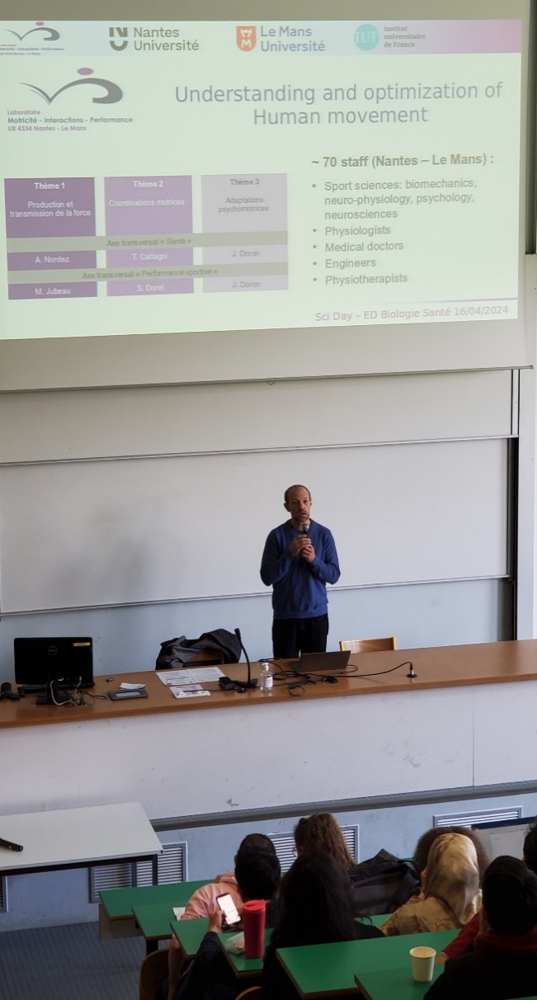 Nantes
Université
Le Mans
Université
IUF
institut
universitaire
de France
Laboratoire
Motricité - Interactions - Performance
UR 4334 Nantes - Le Mans
Understanding and optimization of
Human movement
Thème 1
Production et
transmission de la force
Thème 2
Coordinations motrices
Thème 3
Adaptations
psychomotrices
Axe transversal « Santé »
A. Nordez
T. Cattagni
J. Doron
Axe transversal « Performance sportive »
M. Jubeau
S. Dorel
J. Doron
~ 70 staff (Nantes – Le Mans) :
• Sport sciences: biomechanics,
neuro-physiology, psychology,
neurosciences
• Physiologists
• Medical doctors
• Engineers
• Physiotherapists
Sci Day – ED Biologie Santé 16/04/2024
DELL